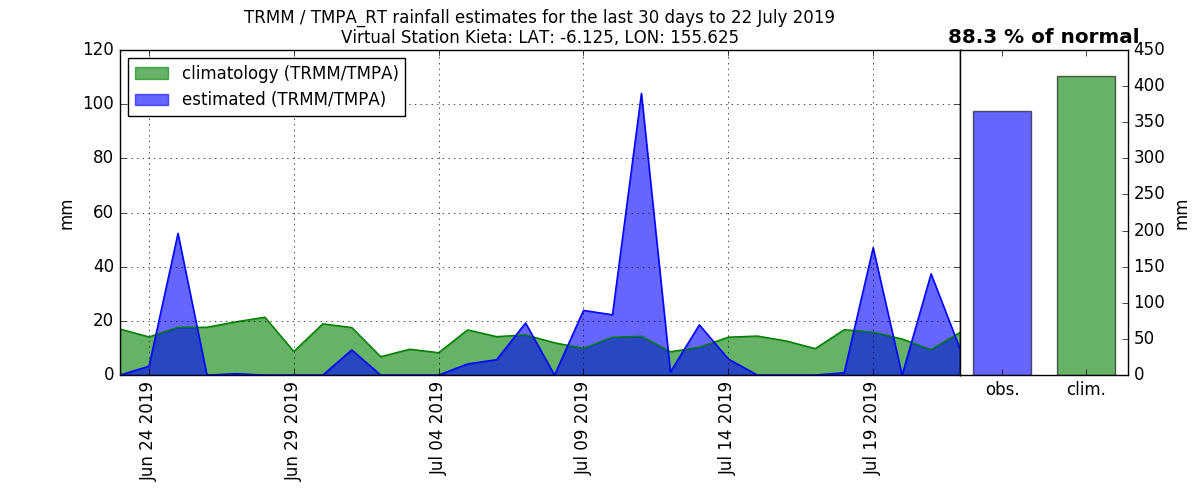 TRMM / TMPA_RT rainfall estimates for the last 30 days to 22 July 2019
Virtual Station Kieta: LAT: -6.125, LON: 155.625
88.3 % of normal
climatology (TRMM/TMPA)
estimated (TRMM/TMPA)
mm
120
100
80
60
40
20
0
Jun 24 2019
Jun 29 2019
Jul 04 2019
Jul 09 2019
Jul 14 2019
Jul 19 2019
obs.
clim.
450
400
350
300
250
200
150
100
50
0
mm